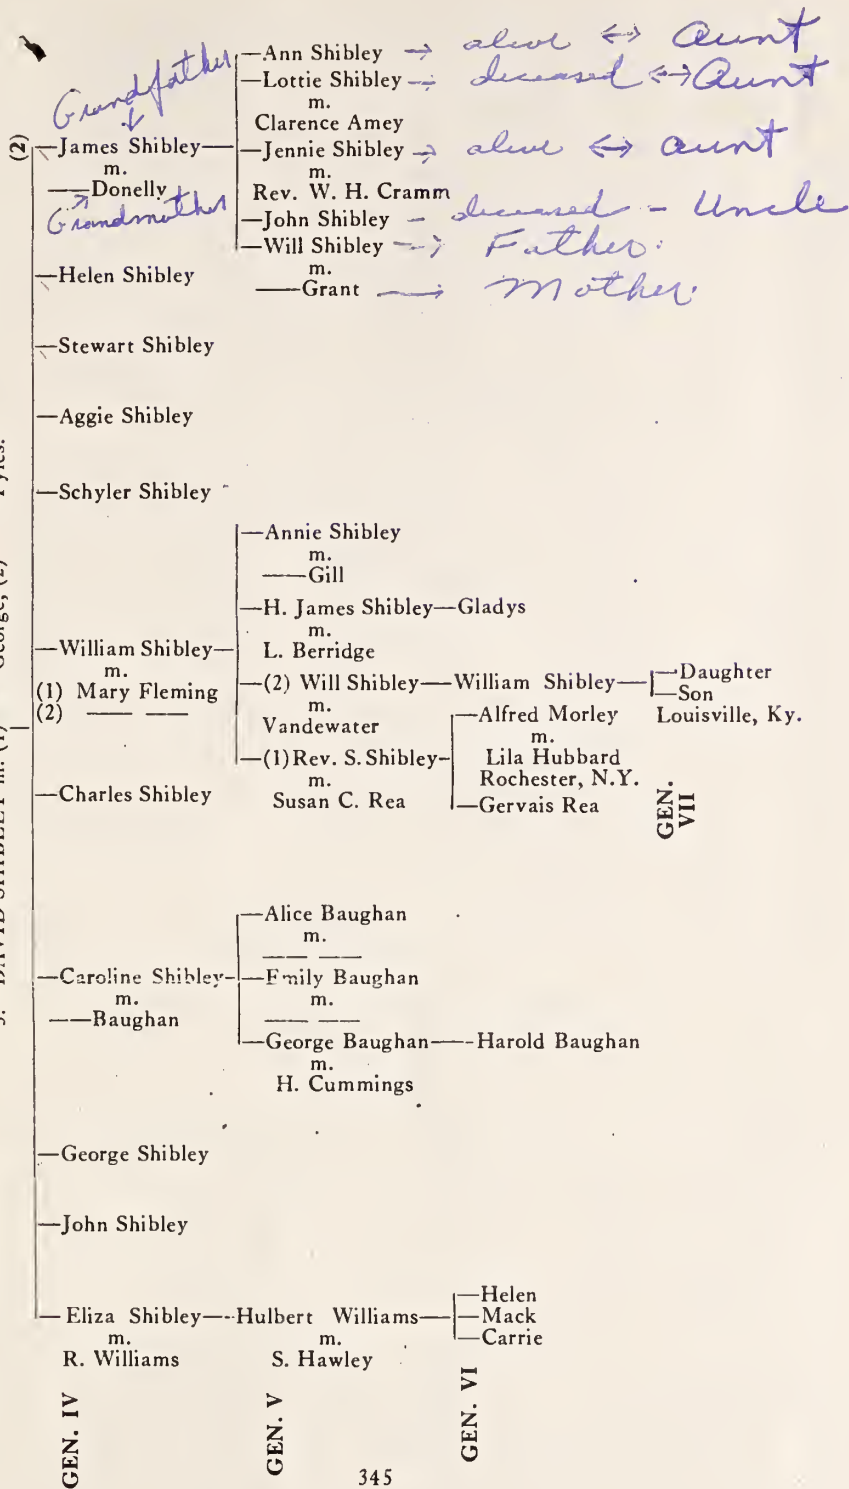 —Ann Shibley → alive ↔ Aunt
—Lottie Shibley → deceased ↔ Aunt
m.
Clarence Amey
Grandfather
↓
(2)
—James Shibley—
m.
——Donelly
Grandmother
—Jennie Shibley → alive ↔ aunt
m.
Rev. W. H. Cramm
—John Shibley - deceased - Uncle
—Will Shibley → Father.
m.
——Grant → Mother.
—Helen Shibley
—Stewart Shibley
—Aggie Shibley
—Schyler Shibley
—William Shibley—
m.
(1) Mary Fleming
(2) —— ——
—Annie Shibley
m.
——Gill
—H. James Shibley—Gladys
m.
L. Berridge
—(2) Will Shibley—William Shibley—
m.
Vandewater
—Daughter
—Son
Louisville, Ky.
—(1)Rev. S. Shibley—
m.
Susan C. Rea
—Alfred Morley
m.
Lila Hubbard
Rochester, N.Y.
—Gervais Rea
GEN.
VII
—Charles Shibley
—Caroline Shibley—
m.
——Baughan
—Alice Baughan
m.
—— ——
—Emily Baughan
m.
—— ——
—George Baughan——Harold Baughan
m.
H. Cummings
—George Shibley
—John Shibley
—Eliza Shibley——Hulbert Williams—
m. m.
R. Williams S. Hawley
—Helen
—Mack
—Carrie
GEN. IV
GEN. V
GEN. VI
345